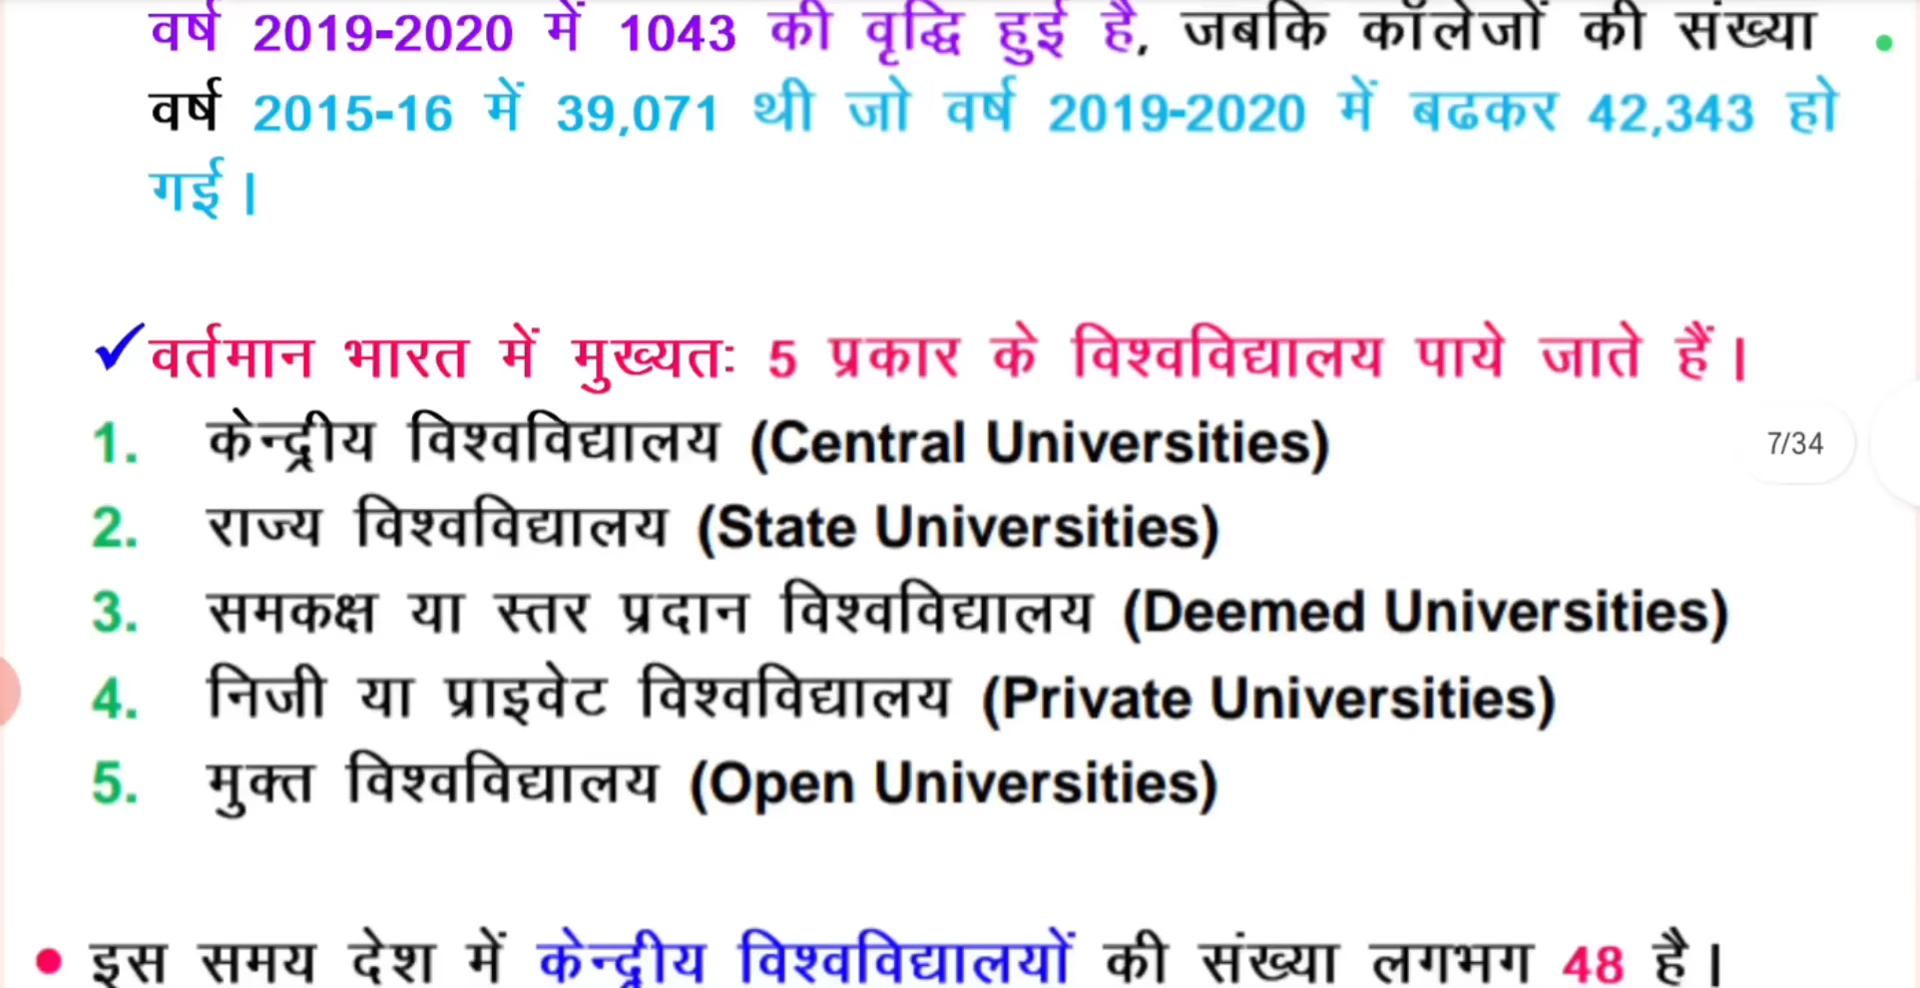 वर्ष 2019-2020 में 1043 की वृद्धि हुई है, जबकि कॉलेजों की संख्या
वर्ष 2015-16 में 39,071 थी जो वर्ष 2019-2020 में बढकर 42,343 हो
गई।
✓वर्तमान भारत में मुख्यतः 5 प्रकार के विश्वविद्यालय पाये जाते हैं।
1. केन्द्रीय विश्वविद्यालय (Central Universities)
7/34
2. राज्य विश्वविद्यालय (State Universities)
3. समकक्ष या स्तर प्रदान विश्वविद्यालय (Deemed Universities)
4. निजी या प्राइवेट विश्वविद्यालय (Private Universities)
5. मुक्त विश्वविद्यालय (Open Universities)
• इस समय देश में केन्द्रीय विश्वविद्यालयों की संख्या लगभग 48 है।